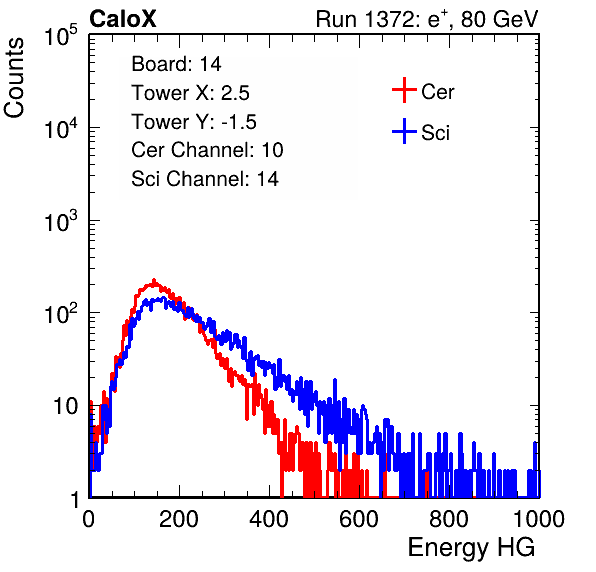 CaloX Run 1372: e⁺, 80 GeV
Counts
Board: 14
Tower X: 2.5
Tower Y: -1.5
Cer Channel: 10
Sci Channel: 14
Cer
Sci
10⁵
10⁴
10³
10²
10
1
0 200 400 600 800 1000
Energy HG